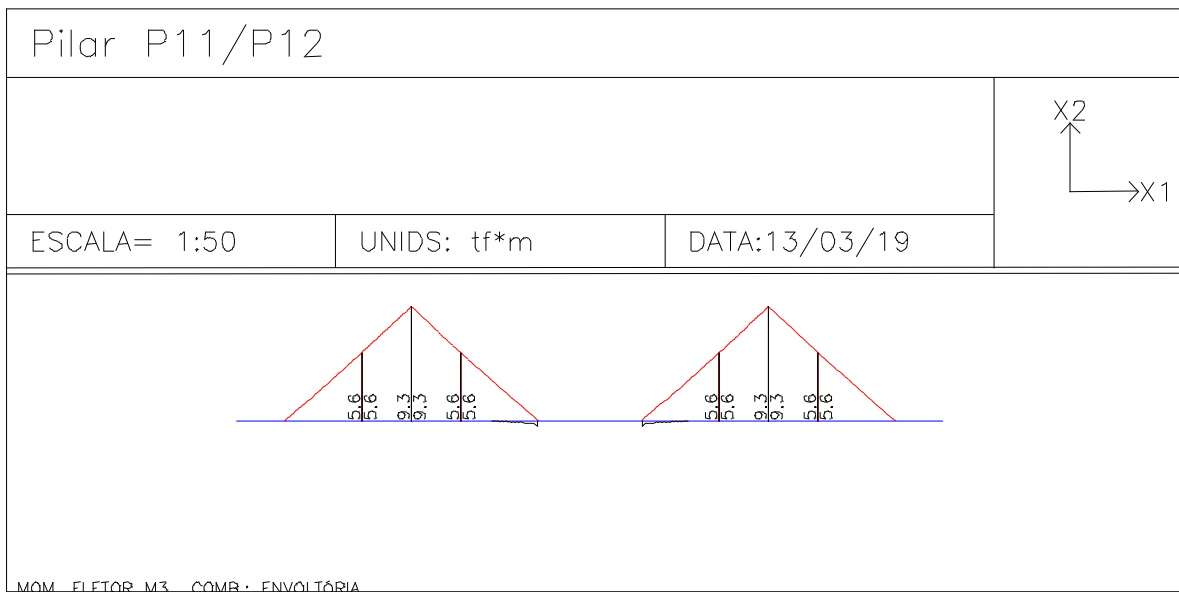 Pilar P11/P12
X2
X1
ESCALA= 1:50
UNIDS: tf*m
DATA:13/03/19
5.6
5.6
9.3
9.3
5.6
5.6
5.6
5.6
9.3
9.3
5.6
5.6
MOM. FLETOR M3 COMB.: ENVOLTÓRIA